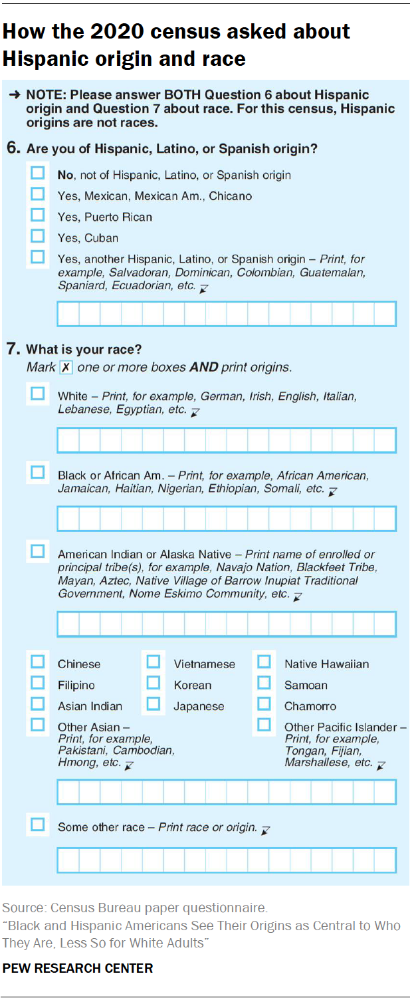 How the 2020 census asked about
Hispanic origin and race
➔ NOTE: Please answer BOTH Question 6 about Hispanic
origin and Question 7 about race. For this census, Hispanic
origins are not races.
6. Are you of Hispanic, Latino, or Spanish origin?
No, not of Hispanic, Latino, or Spanish origin
Yes, Mexican, Mexican Am., Chicano
Yes, Puerto Rican
Yes, Cuban
Yes, another Hispanic, Latino, or Spanish origin – Print, for
example, Salvadoran, Dominican, Colombian, Guatemalan,
Spaniard, Ecuadorian, etc.
7. What is your race?
Mark ✗ one or more boxes AND print origins.
White – Print, for example, German, Irish, English, Italian,
Lebanese, Egyptian, etc.
Black or African Am. – Print, for example, African American,
Jamaican, Haitian, Nigerian, Ethiopian, Somali, etc.
American Indian or Alaska Native – Print name of enrolled or
principal tribe(s), for example, Navajo Nation, Blackfeet Tribe,
Mayan, Aztec, Native Village of Barrow Inupiat Traditional
Government, Nome Eskimo Community, etc.
Chinese Vietnamese Native Hawaiian
Filipino Korean Samoan
Asian Indian Japanese Chamorro
Other Asian – Other Pacific Islander –
Print, for example, Print, for example,
Pakistani, Cambodian, Tongan, Fijian,
Hmong, etc. Marshallese, etc.
Some other race – Print race or origin.
Source: Census Bureau paper questionnaire.
“Black and Hispanic Americans See Their Origins as Central to Who
They Are, Less So for White Adults”
PEW RESEARCH CENTER